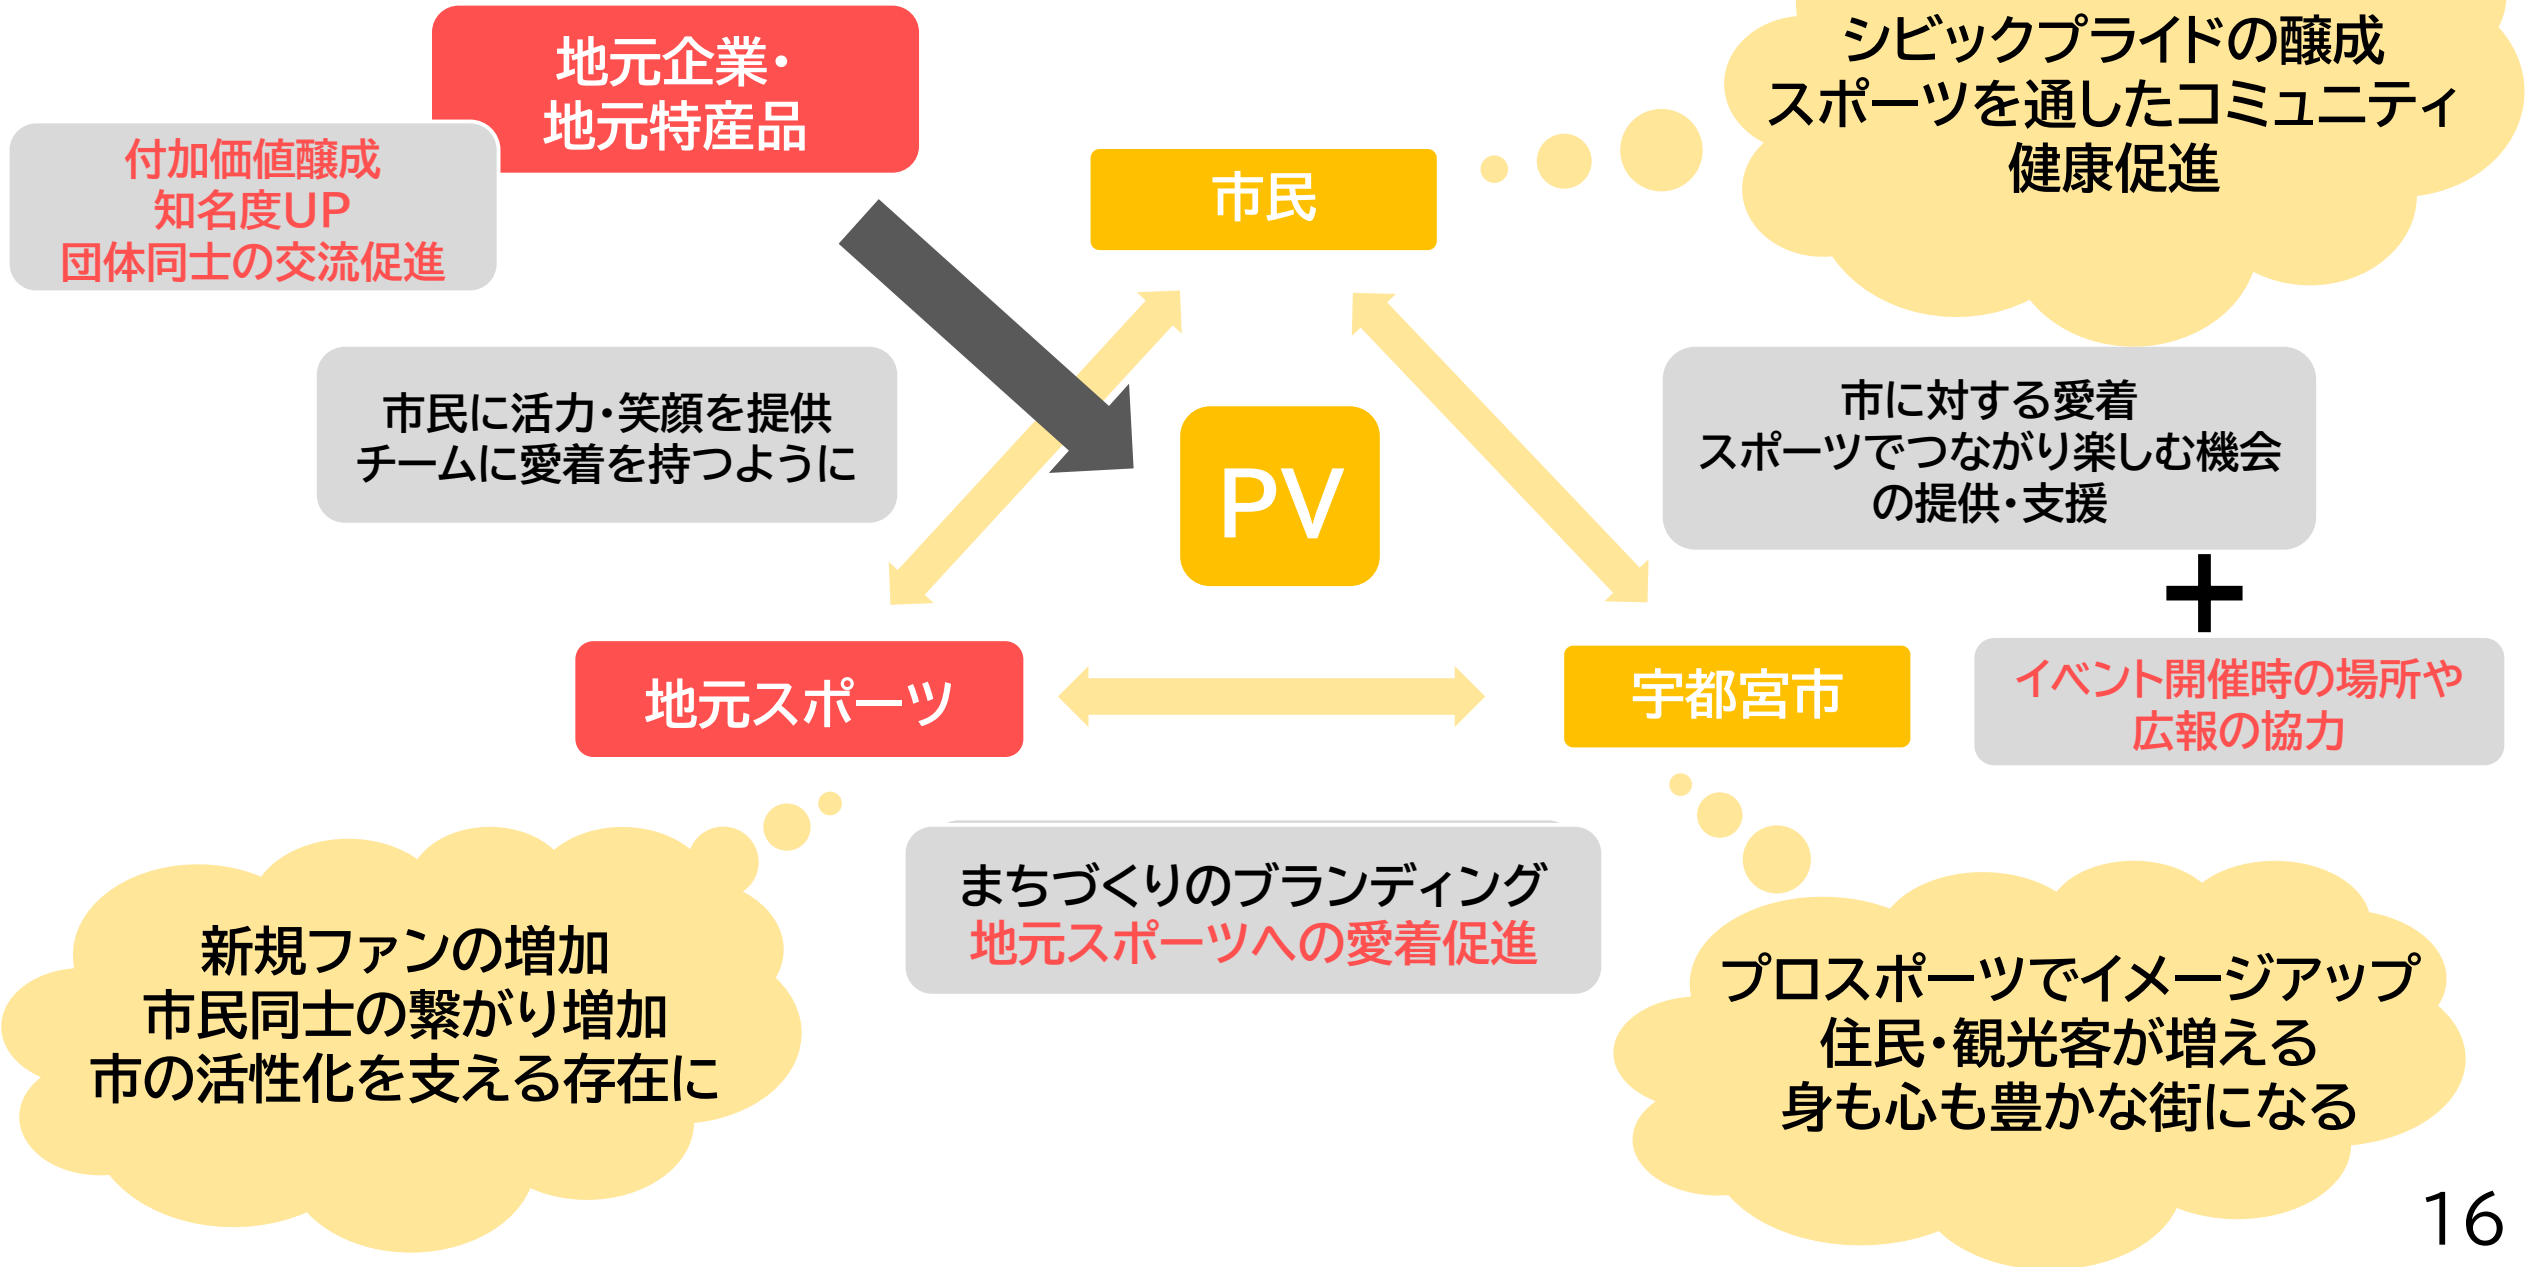 地元企業・
地元特産品
付加価値醸成
知名度UP
団体同士の交流促進
市民
シビックプライドの醸成
スポーツを通したコミュニティ
健康促進
市民に活力・笑顔を提供
チームに愛着を持つように
PV
市に対する愛着
スポーツでつながり楽しむ機会
の提供・支援
+
イベント開催時の場所や
広報の協力
地元スポーツ
宇都宮市
まちづくりのブランディング
地元スポーツへの愛着促進
新規ファンの増加
市民同士の繋がり増加
市の活性化を支える存在に
プロスポーツでイメージアップ
住民・観光客が増える
身も心も豊かな街になる
16